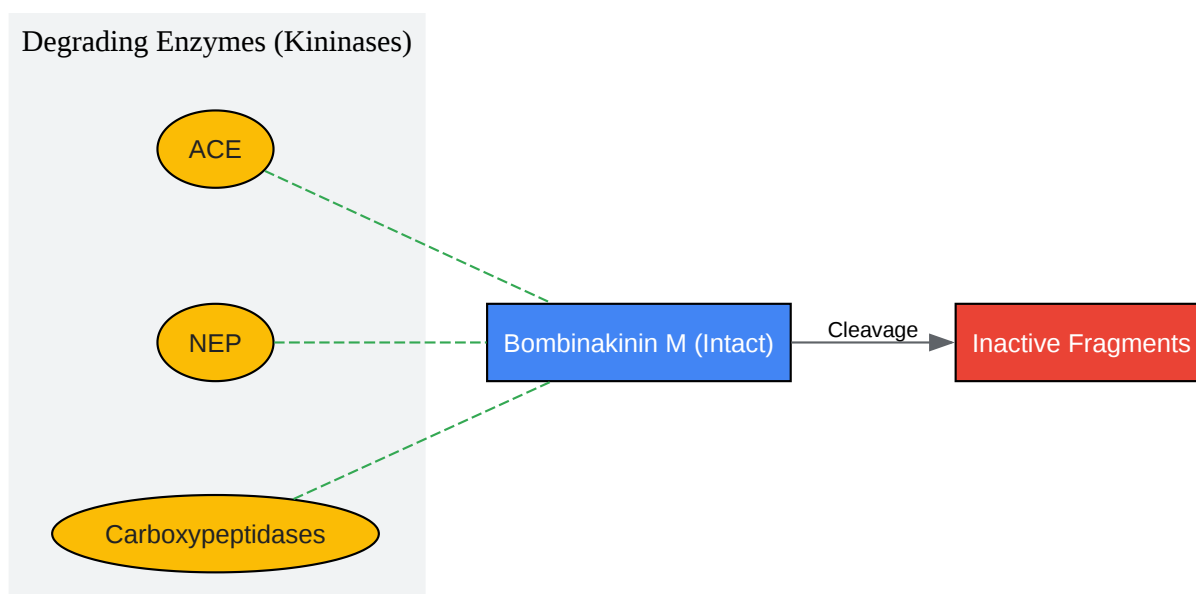 Degrading Enzymes (Kininases)
ACE
NEP
Carboxypeptidases
Bombinakinin M (Intact)
Cleavage
Inactive Fragments